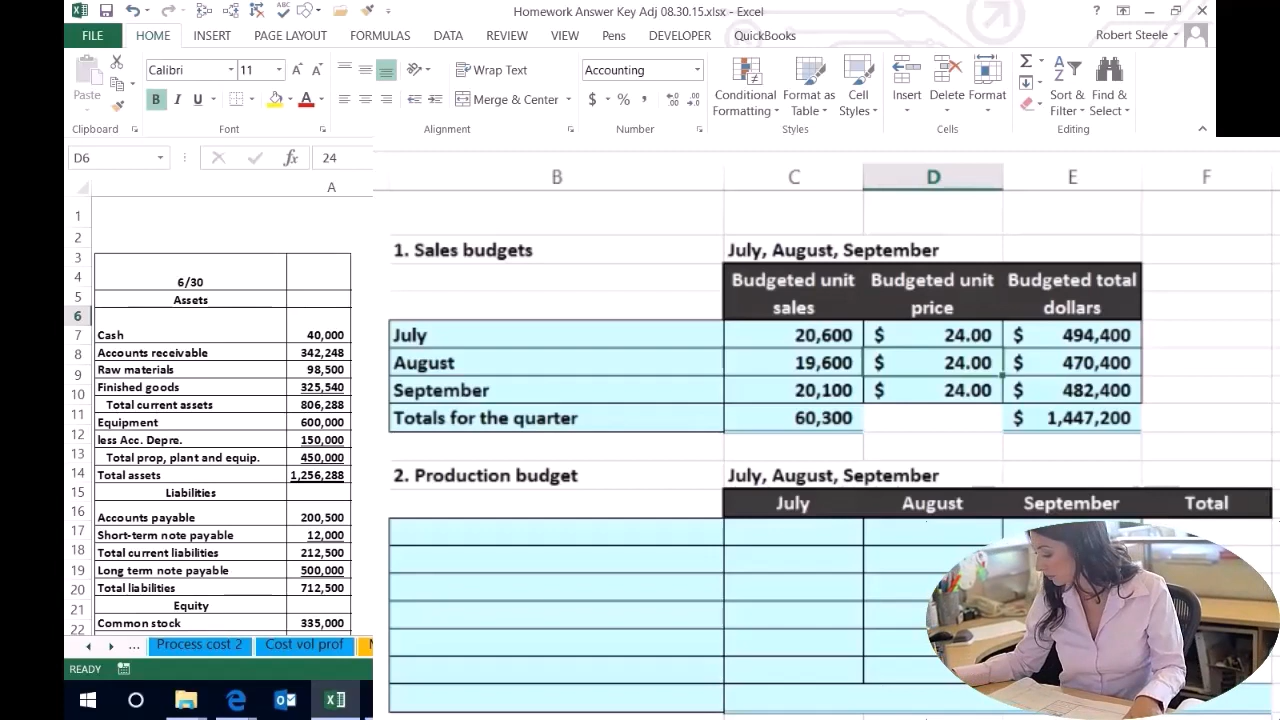 Homework Answer Key Adj 08.30.15.xlsx - Excel
FILE HOME INSERT PAGE LAYOUT FORMULAS DATA REVIEW VIEW Pens DEVELOPER QuickBooks Robert Steele
Paste Calibri 11 Wrap Text Accounting
B I U Merge & Center $ % Conditional Formatting Format as Table Cell Styles Insert Delete Format Sort & Filter Find & Select
Clipboard Font Alignment Number Styles Cells Editing
D6 fx 24
A B C D E F
1
2
3 1. Sales budgets July, August, September
4 6/30 Budgeted unit sales Budgeted unit price Budgeted total dollars
5 Assets
6
7 Cash 40,000 July 20,600 $ 24.00 $ 494,400
8 Accounts receivable 342,248 August 19,600 $ 24.00 $ 470,400
9 Raw materials 98,500
10 Finished goods 325,540 September 20,100 $ 24.00 $ 482,400
11 Total current assets 806,288 Totals for the quarter 60,300 $ 1,447,200
12 Equipment 600,000
13 less Acc. Depre. 150,000
Total prop, plant and equip. 450,000
14 Total assets 1,256,288 2. Production budget July, August, September
15 Liabilities July August September Total
16 Accounts payable 200,500
17 Short-term note payable 12,000
18 Total current liabilities 212,500
19 Long term note payable 500,000
20 Total liabilities 712,500
21 Equity
22 Common stock 335,000
... Process cost 2 Cost vol prof
READY